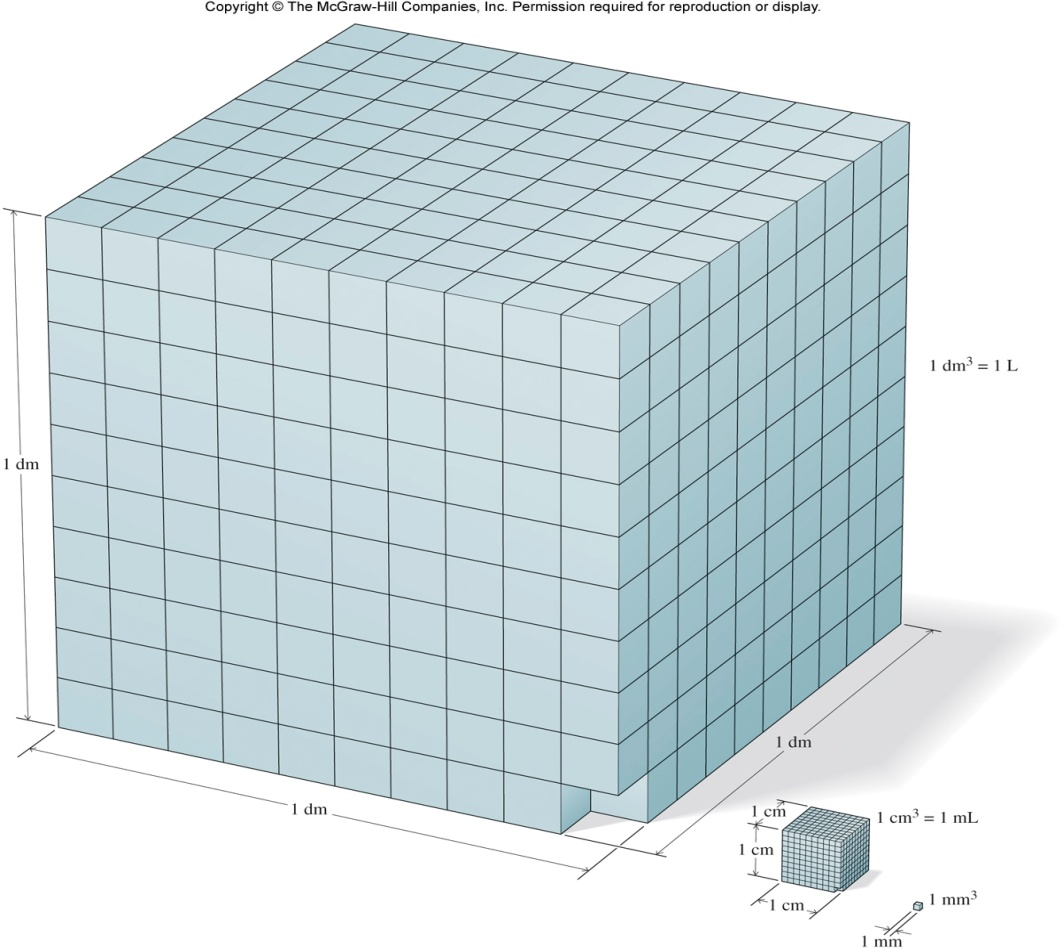 Copyright © The McGraw-Hill Companies, Inc. Permission required for reproduction or display.
1 dm³ = 1 L
1 dm
1 dm
1 dm
1 cm
1 cm³ = 1 mL
1 cm
1 cm
1 mm³
1 mm